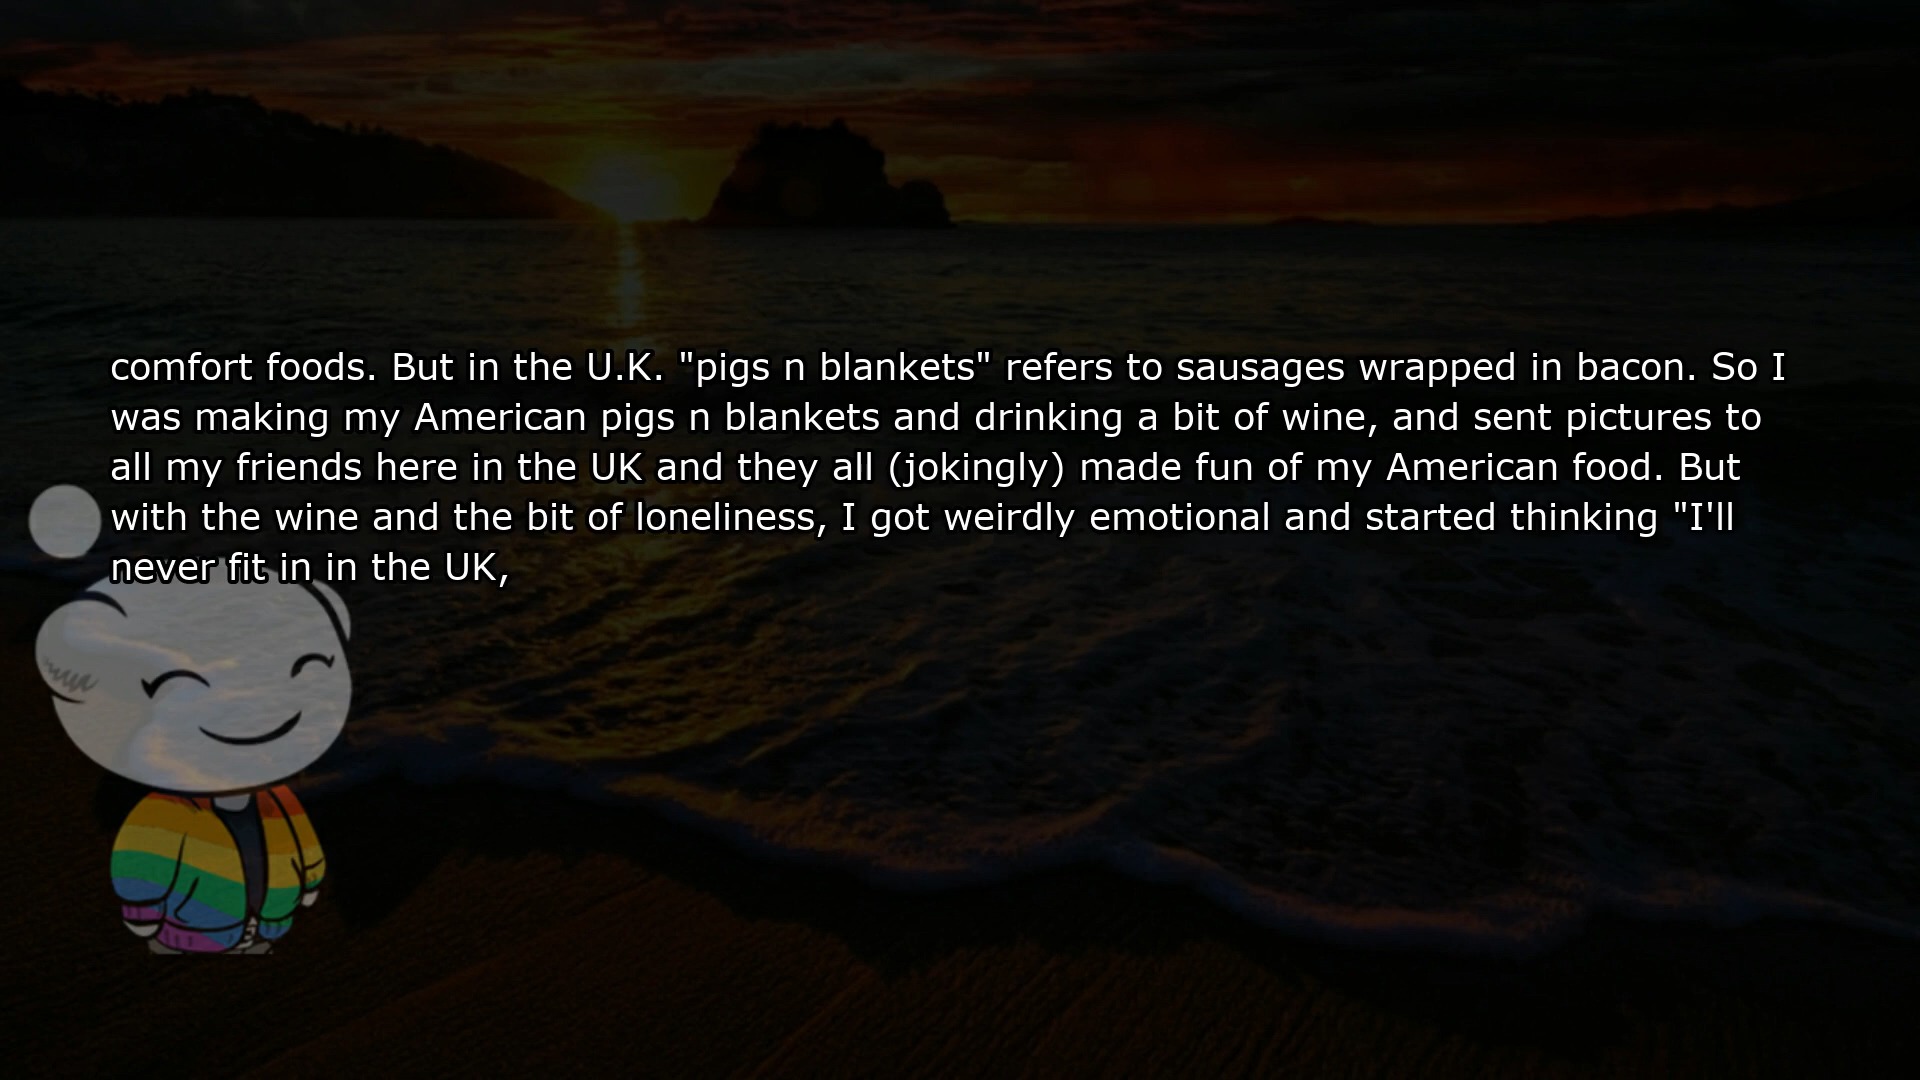 comfort foods. But in the U.K. "pigs n blankets" refers to sausages wrapped in bacon. So I
was making my American pigs n blankets and drinking a bit of wine, and sent pictures to
all my friends here in the UK and they all (jokingly) made fun of my American food. But
with the wine and the bit of loneliness, I got weirdly emotional and started thinking "I'll
never fit in in the UK,